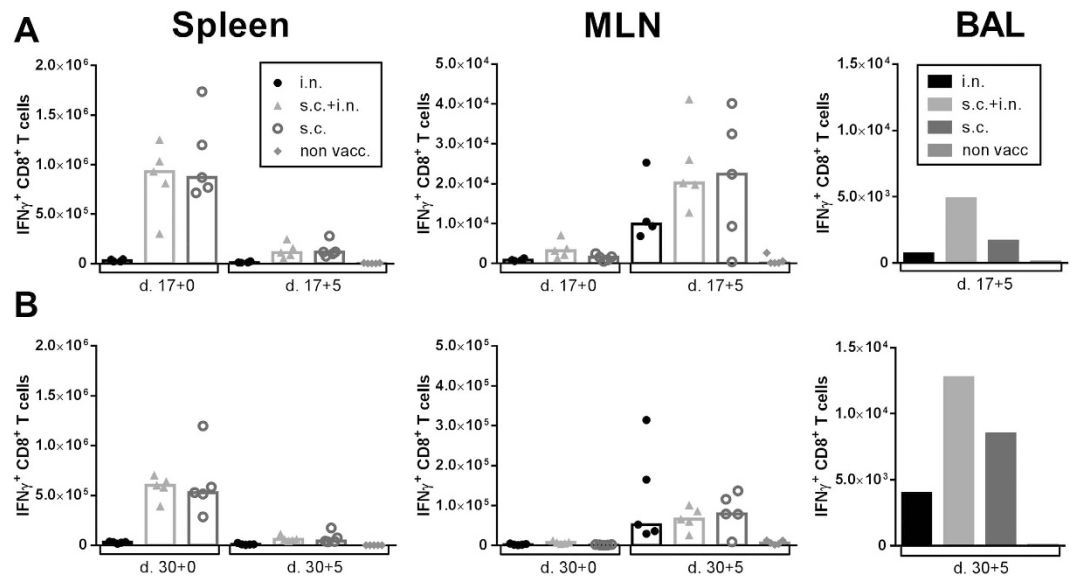 A
Spleen
MLN
BAL
IFNγ⁺ CD8⁺ T cells
2.0×10⁶
1.5×10⁶
1.0×10⁶
5.0×10⁵
0
i.n.
s.c.+i.n.
s.c.
non vacc.
d. 17+0
d. 17+5
IFNγ⁺ CD8⁺ T cells
5.0×10⁴
4.0×10⁴
3.0×10⁴
2.0×10⁴
1.0×10⁴
0
d. 17+0
d. 17+5
IFNγ⁺ CD8⁺ T cells
1.5×10⁴
1.0×10⁴
5.0×10³
0
i.n.
s.c.+i.n.
s.c.
non vacc
d. 17+5
B
IFNγ⁺ CD8⁺ T cells
2.0×10⁶
1.5×10⁶
1.0×10⁶
5.0×10⁵
0
d. 30+0
d. 30+5
IFNγ⁺ CD8⁺ T cells
5.0×10⁵
4.0×10⁵
3.0×10⁵
2.0×10⁵
1.0×10⁵
0
d. 30+0
d. 30+5
IFNγ⁺ CD8⁺ T cells
1.5×10⁴
1.0×10⁴
5.0×10³
0
d. 30+5